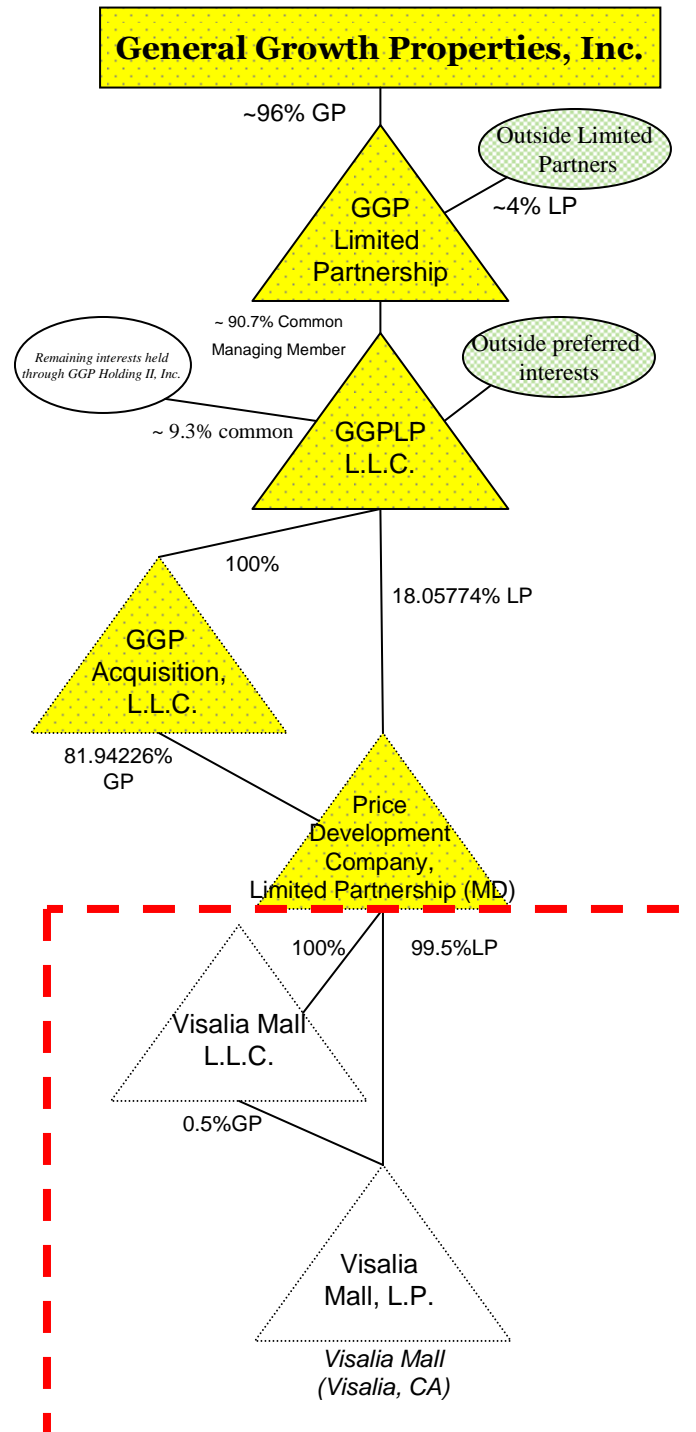 General Growth Properties, Inc.
~96% GP
Outside Limited
Partners
~4% LP
GGP
Limited
Partnership
~ 90.7% Common
Managing Member
Remaining interests held
through GGP Holding II, Inc.
Outside preferred
interests
~ 9.3% common
GGPLP
L.L.C.
100%
18.05774% LP
GGP
Acquisition,
L.L.C.
81.94226%
GP
Price
Development
Company,
Limited Partnership (MD)
100%
99.5%LP
Visalia Mall
L.L.C.
0.5%GP
Visalia
Mall, L.P.
Visalia Mall
(Visalia, CA)